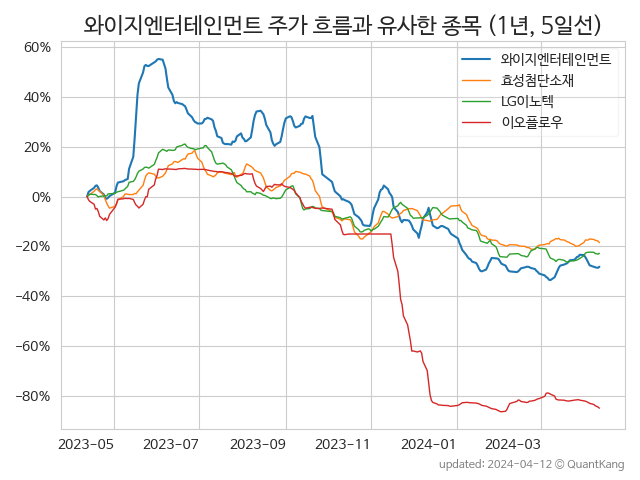 와이지엔터테인먼트 주가 흐름과 유사한 종목 (1년, 5일선)
60%
40%
20%
0%
−20%
−40%
−60%
−80%
와이지엔터테인먼트
효성첨단소재
LG이노텍
이오플로우
2023-05 2023-07 2023-09 2023-11 2024-01 2024-03
updated: 2024-04-12 © QuantKang